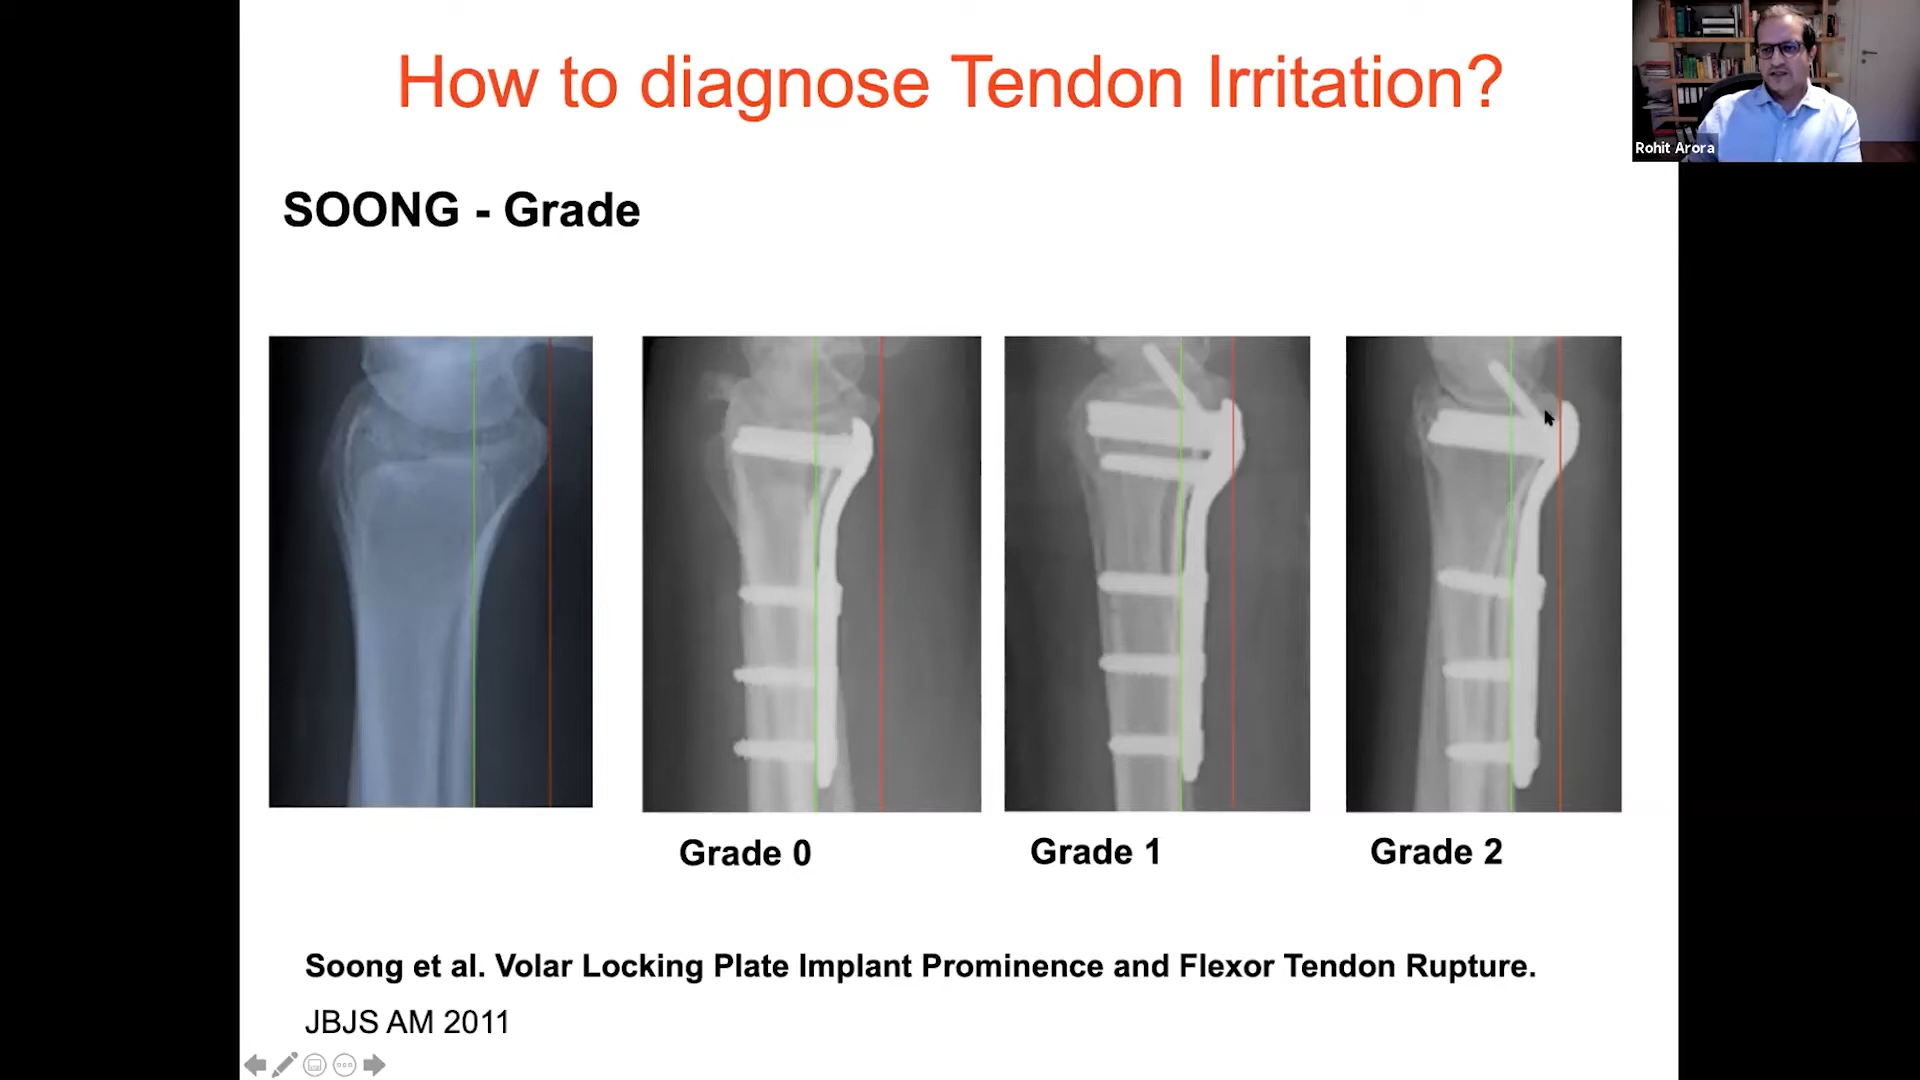 How to diagnose Tendon Irritation?
Rohit Arora
SOONG - Grade
Grade 0
Grade 1
Grade 2
Soong et al. Volar Locking Plate Implant Prominence and Flexor Tendon Rupture.
JBJS AM 2011